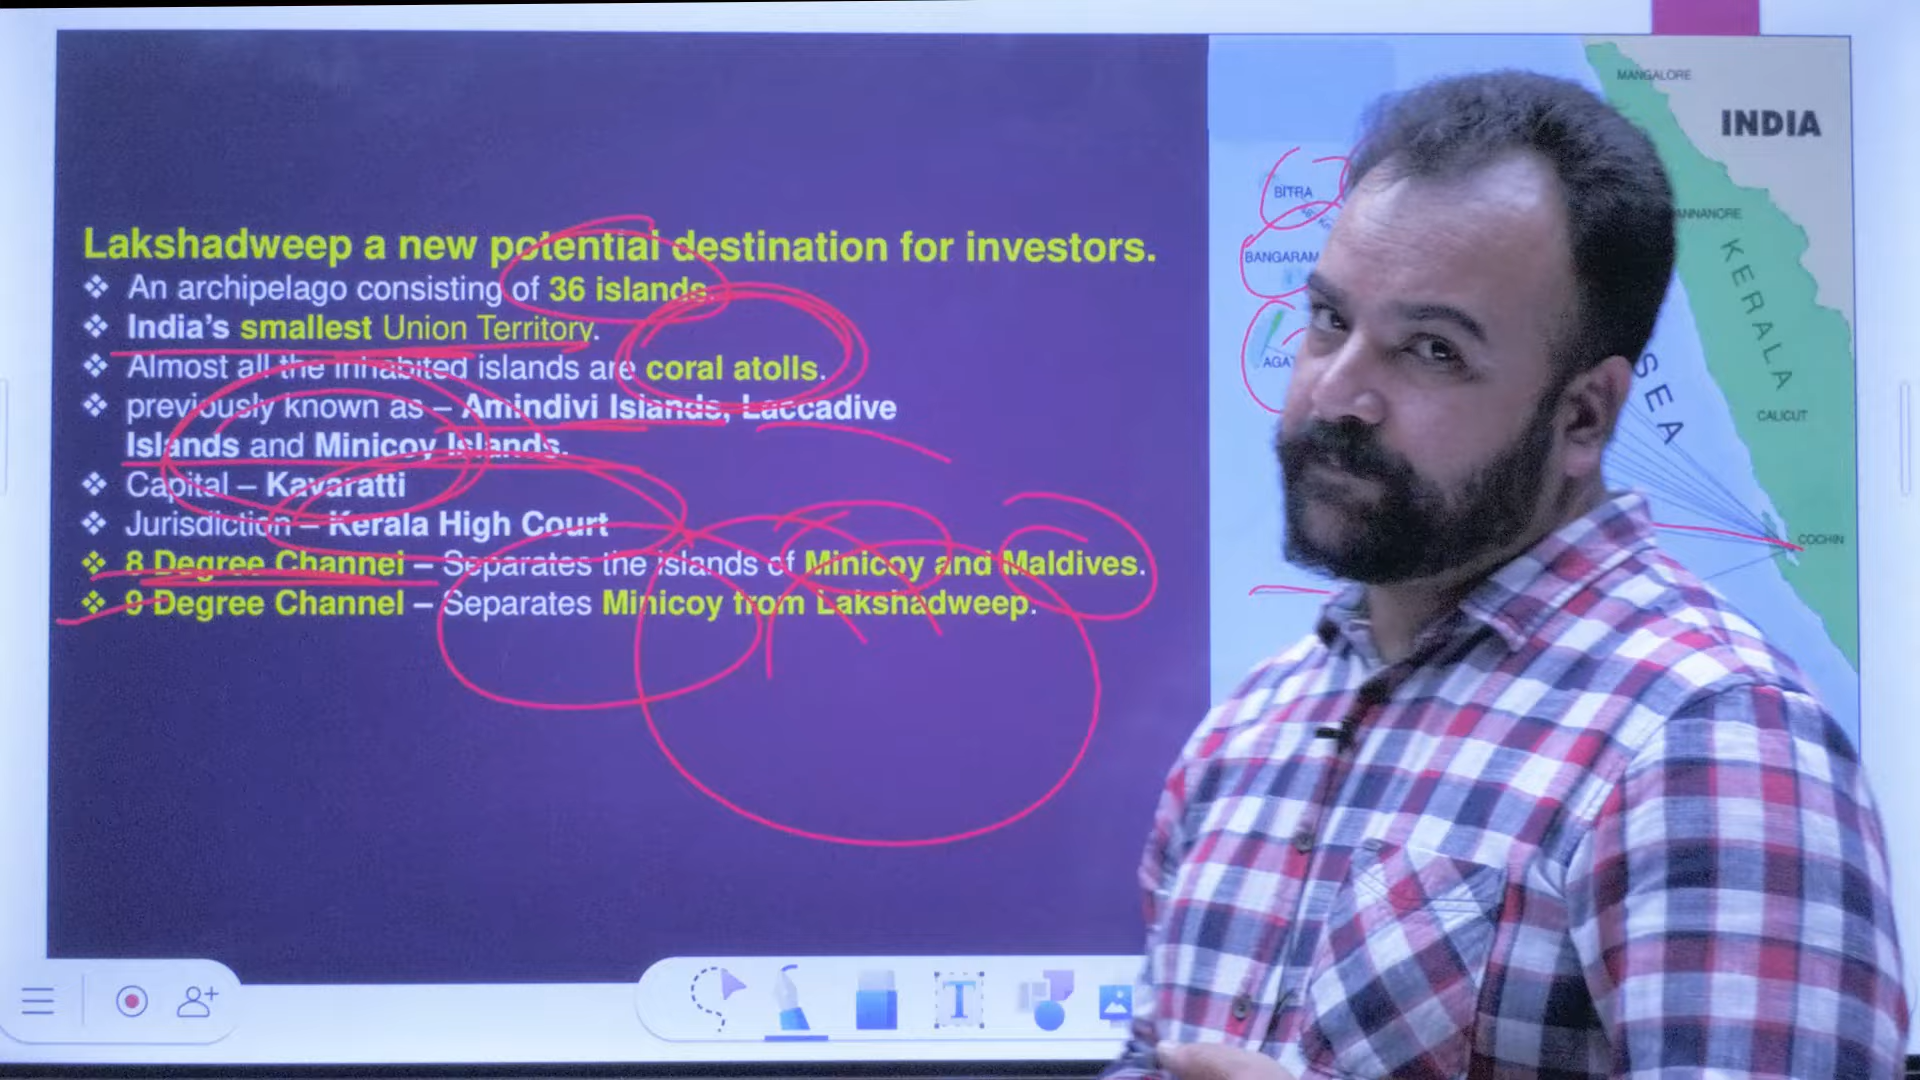 Lakshadweep a new potential destination for investors.
❖ An archipelago consisting of 36 islands.
❖ India's smallest Union Territory.
❖ Almost all the inhabited islands are coral atolls.
❖ previously known as – Amindivi Islands, Laccadive
Islands and Minicoy Islands.
❖ Capital – Kavaratti
❖ Jurisdiction – Kerala High Court
❖ 8 Degree Channel – Separates the islands of Minicoy and Maldives.
❖ 9 Degree Channel – Separates Minicoy from Lakshadweep.
MANGALORE
INDIA
BITRA
BANGARAM
KERALA
SEA
CALICUT
COCHIN
T